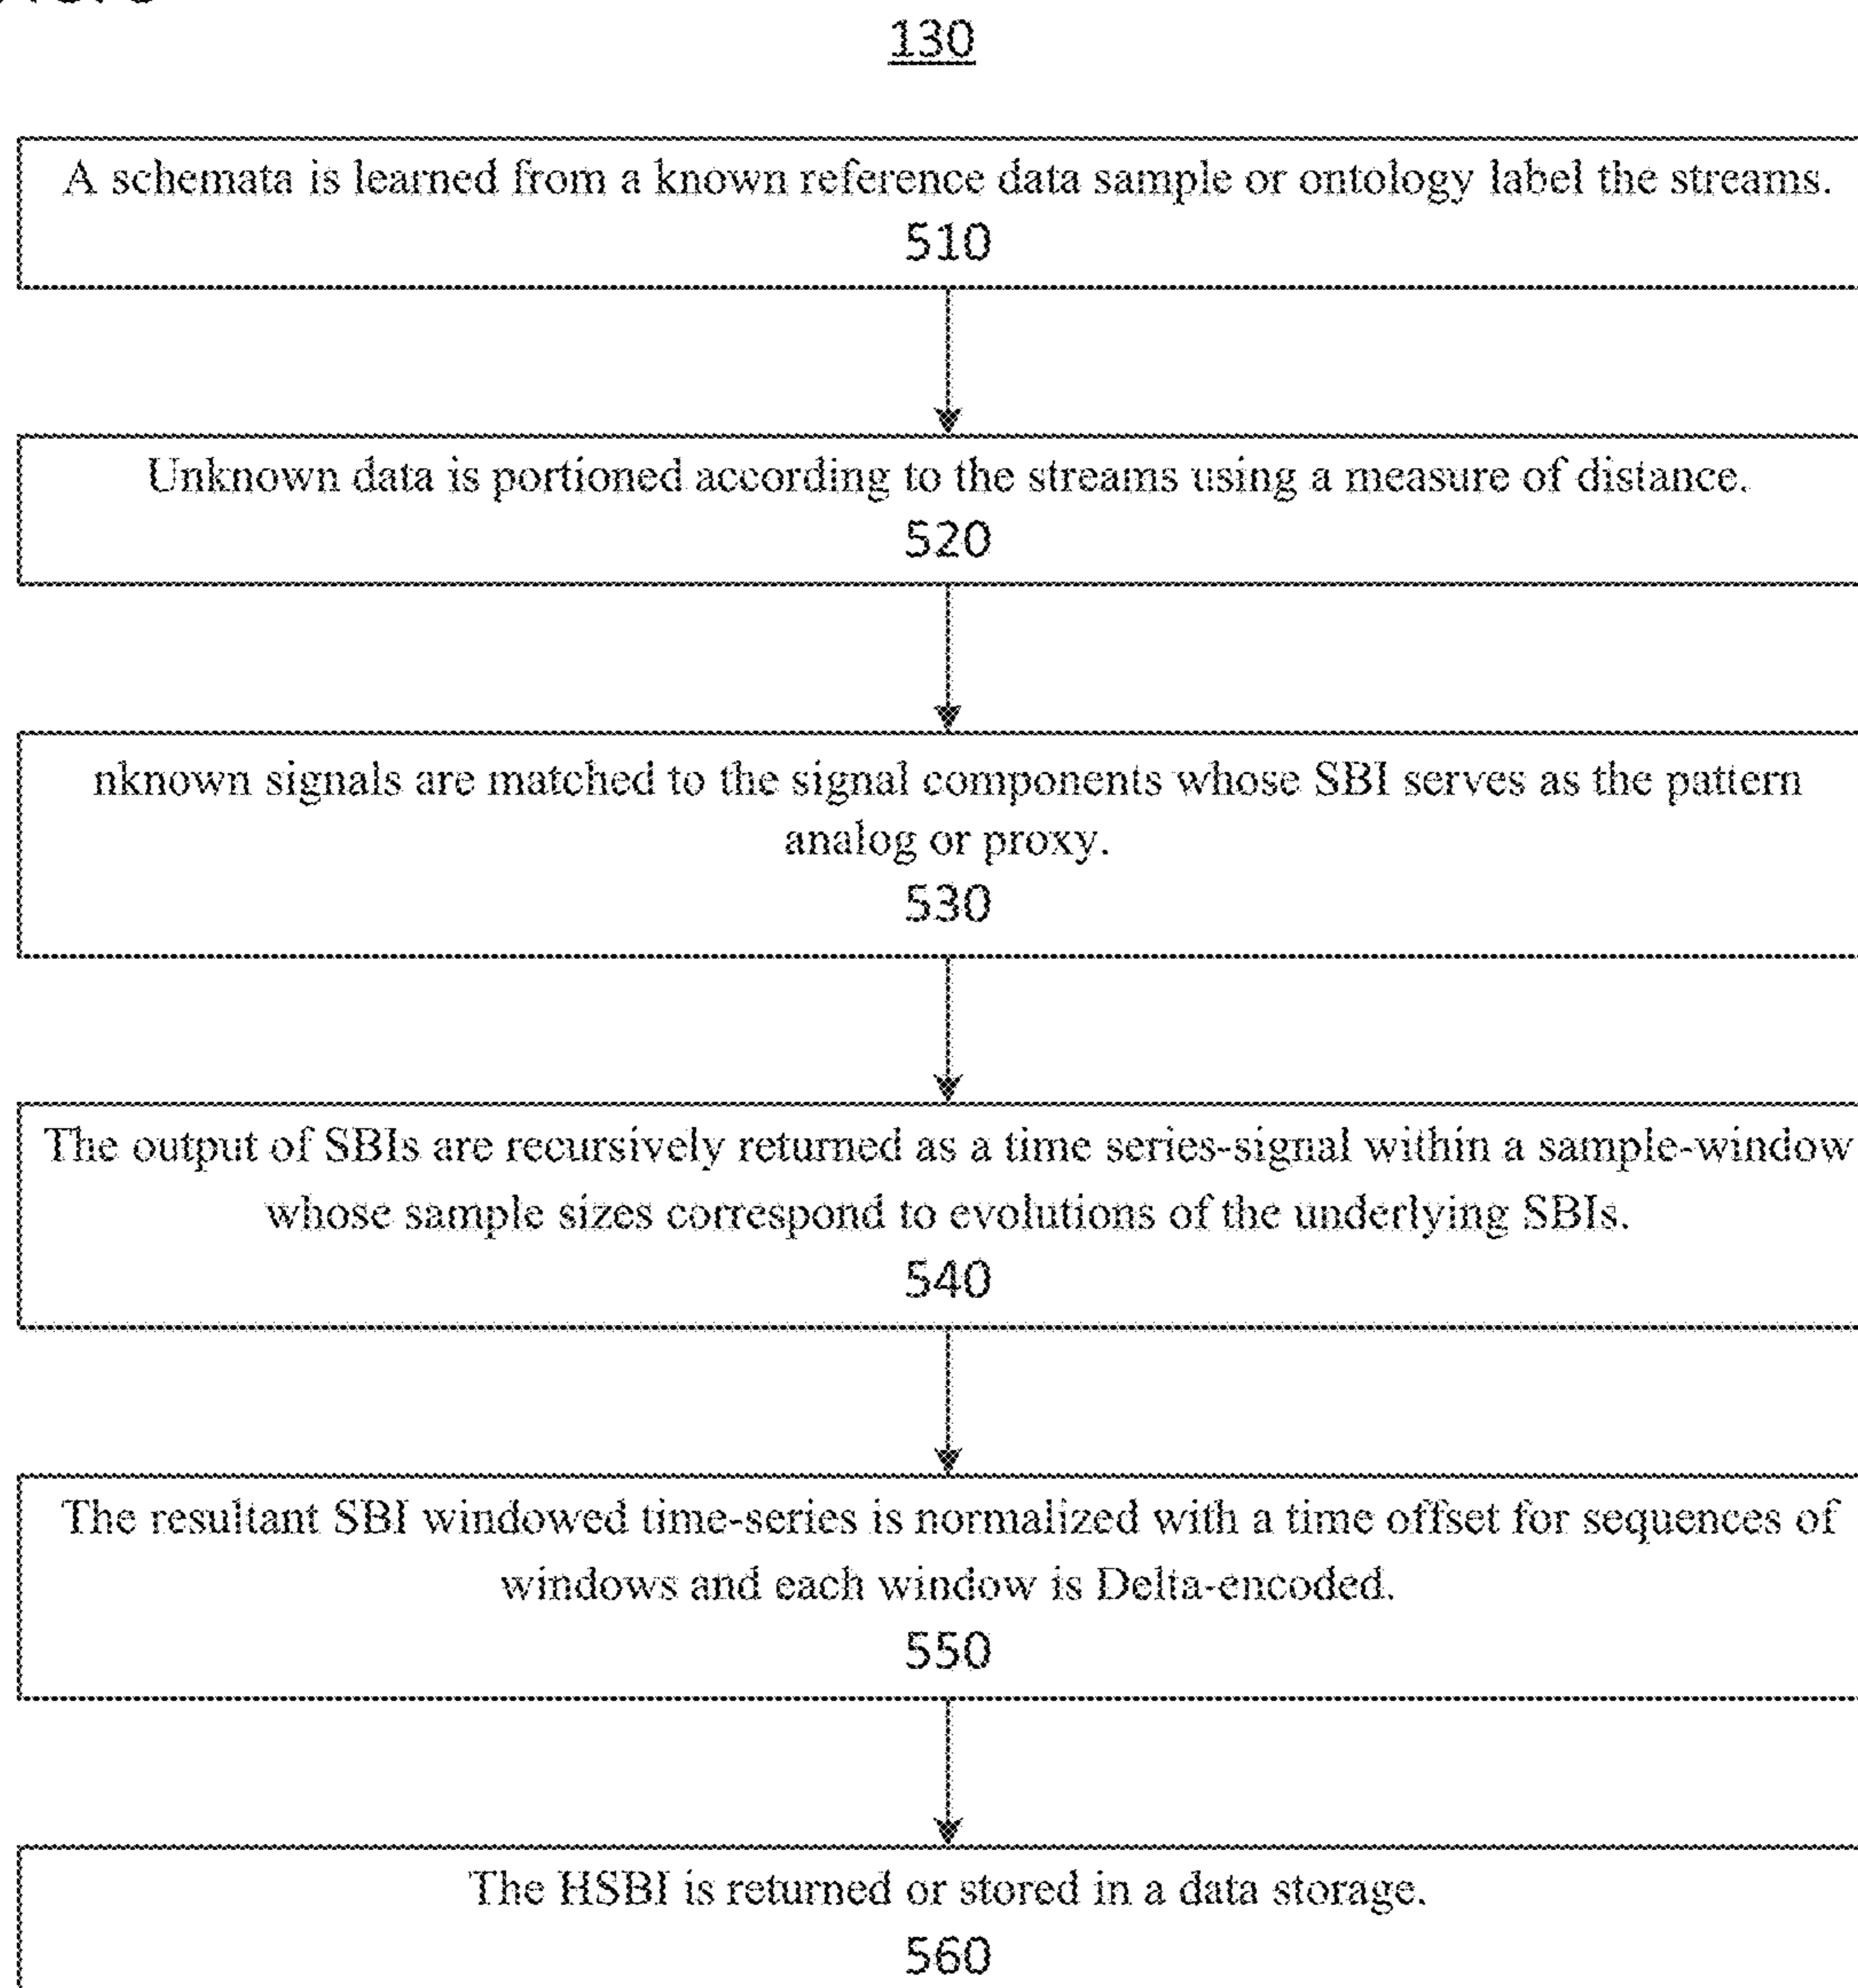 130
A schemata is learned from a known reference data sample or ontology label the streams.
510
Unknown data is portioned according to the streams using a measure of distance.
520
nknown signals are matched to the signal components whose SBI serves as the pattern
analog or proxy.
530
The output of SBIs are recursively returned as a time series-signal within a sample-window
whose sample sizes correspond to evolutions of the underlying SBIs.
540
The resultant SBI windowed time-series is normalized with a time offset for sequences of
windows and each window is Delta-encoded.
550
The HSBI is returned or stored in a data storage.
560